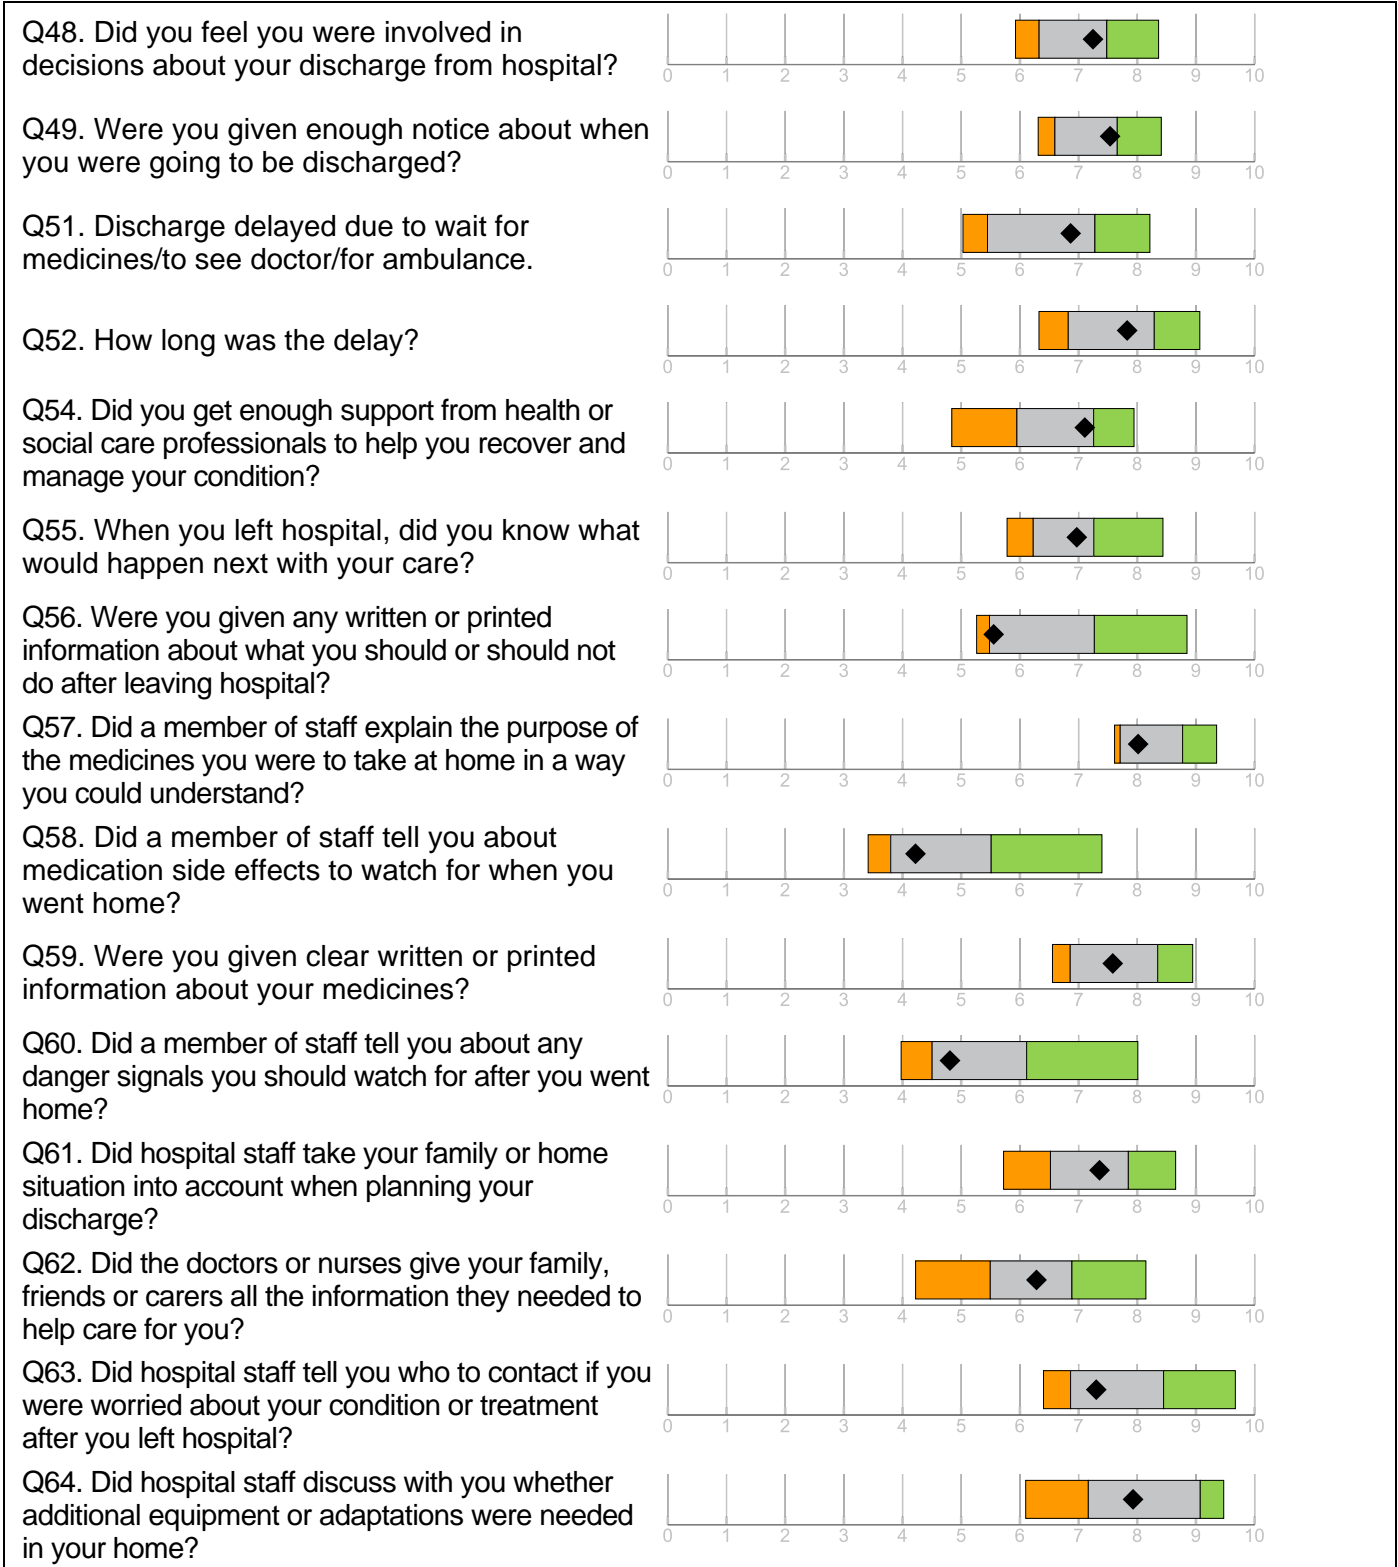 Q48. Did you feel you were involved in
decisions about your discharge from hospital?
0 1 2 3 4 5 6 7 8 9 10
Q49. Were you given enough notice about when
you were going to be discharged?
0 1 2 3 4 5 6 7 8 9 10
Q51. Discharge delayed due to wait for
medicines/to see doctor/for ambulance.
0 1 2 3 4 5 6 7 8 9 10
Q52. How long was the delay?
0 1 2 3 4 5 6 7 8 9 10
Q54. Did you get enough support from health or
social care professionals to help you recover and
manage your condition?
0 1 2 3 4 5 6 7 8 9 10
Q55. When you left hospital, did you know what
would happen next with your care?
0 1 2 3 4 5 6 7 8 9 10
Q56. Were you given any written or printed
information about what you should or should not
do after leaving hospital?
0 1 2 3 4 5 6 7 8 9 10
Q57. Did a member of staff explain the purpose of
the medicines you were to take at home in a way
you could understand?
0 1 2 3 4 5 6 7 8 9 10
Q58. Did a member of staff tell you about
medication side effects to watch for when you
went home?
0 1 2 3 4 5 6 7 8 9 10
Q59. Were you given clear written or printed
information about your medicines?
0 1 2 3 4 5 6 7 8 9 10
Q60. Did a member of staff tell you about any
danger signals you should watch for after you went
home?
0 1 2 3 4 5 6 7 8 9 10
Q61. Did hospital staff take your family or home
situation into account when planning your
discharge?
0 1 2 3 4 5 6 7 8 9 10
Q62. Did the doctors or nurses give your family,
friends or carers all the information they needed to
help care for you?
0 1 2 3 4 5 6 7 8 9 10
Q63. Did hospital staff tell you who to contact if you
were worried about your condition or treatment
after you left hospital?
0 1 2 3 4 5 6 7 8 9 10
Q64. Did hospital staff discuss with you whether
additional equipment or adaptations were needed
in your home?
0 1 2 3 4 5 6 7 8 9 10